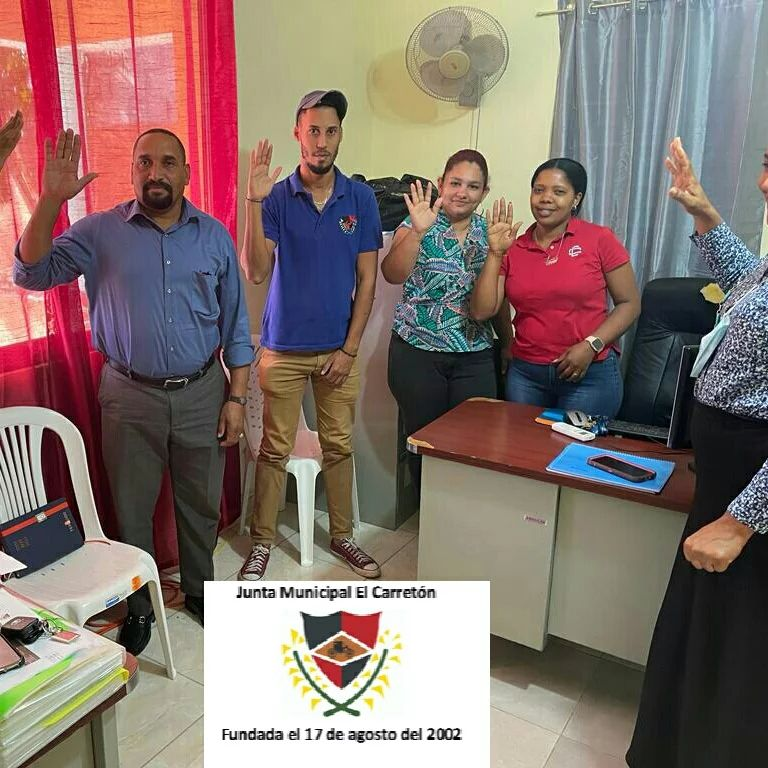 Junta Municipal El Carretón
Fundada el 17 de agosto del 2002